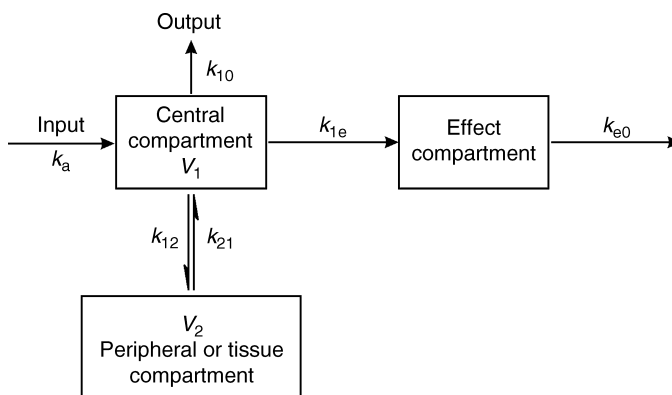 Output
k10
Input
ka
Central
compartment
V1
k1e
Effect
compartment
ke0
k12
k21
V2
Peripheral or tissue
compartment